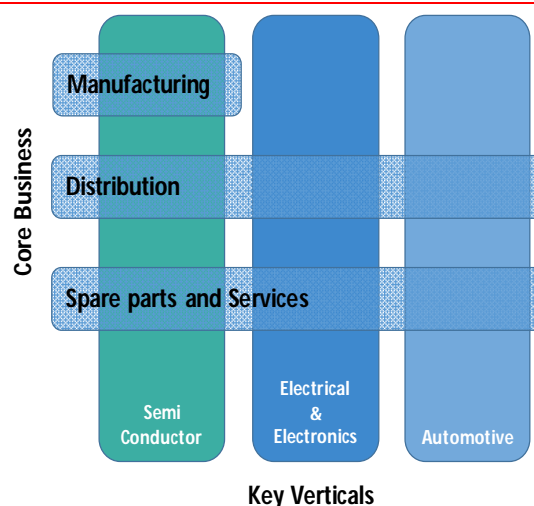 Manufacturing
Distribution
Spare parts and Services
Core Business
Semi
Conductor
Electrical
&
Electronics
Automotive
Key Verticals